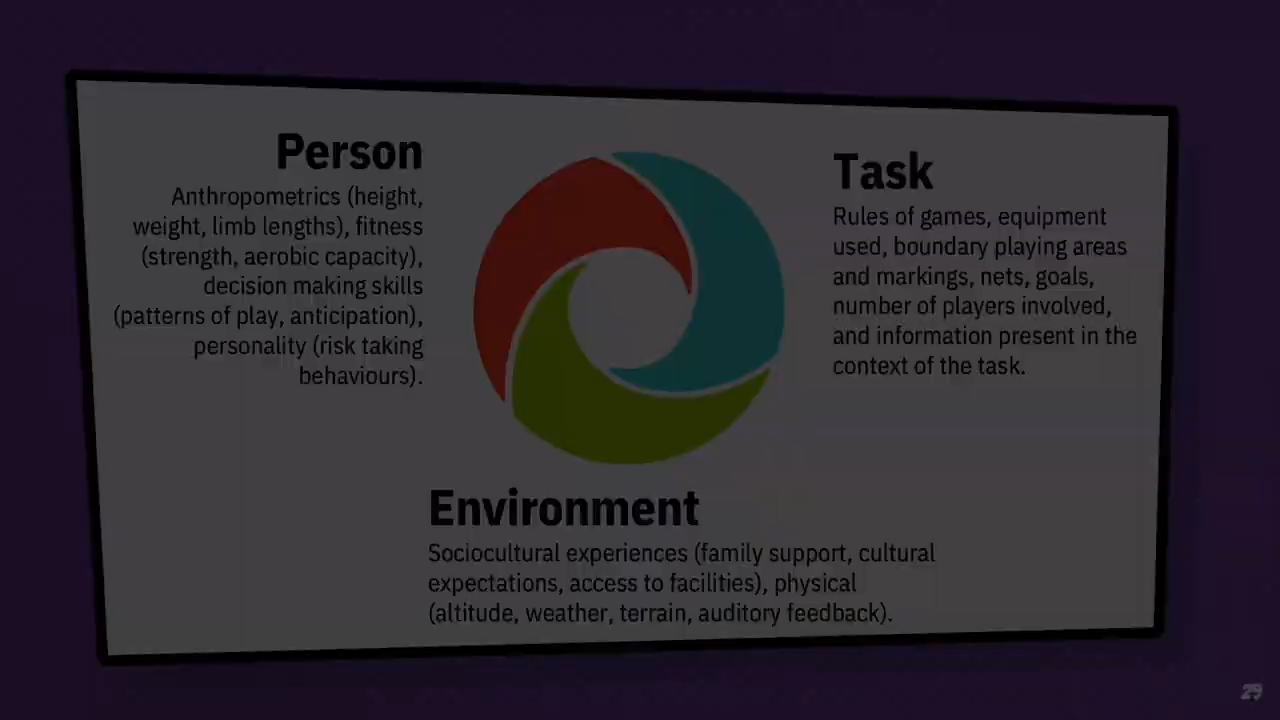 Person
Anthropometrics (height,
weight, limb lengths), fitness
(strength, aerobic capacity),
decision making skills
(patterns of play, anticipation),
personality (risk taking
behaviours).
Task
Rules of games, equipment
used, boundary playing areas
and markings, nets, goals,
number of players involved,
and information present in the
context of the task.
Environment
Sociocultural experiences (family support, cultural
expectations, access to facilities), physical
(altitude, weather, terrain, auditory feedback).
29